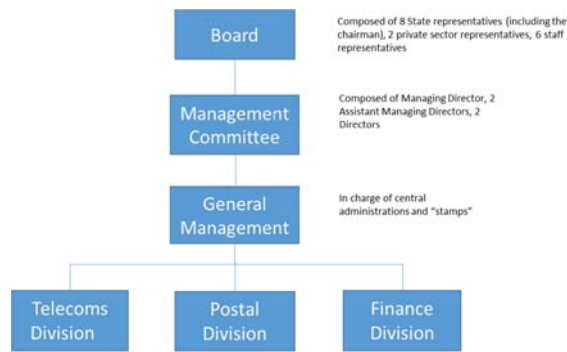 Board
Composed of 8 State representatives (including the
chairman), 2 private sector representatives, 6 staff
representatives
Management
Committee
Composed of Managing Director, 2
Assistant Managing Directors, 2
Directors
General
Management
In charge of central
administrations and “stamps”
Telecoms
Division
Postal
Division
Finance
Division